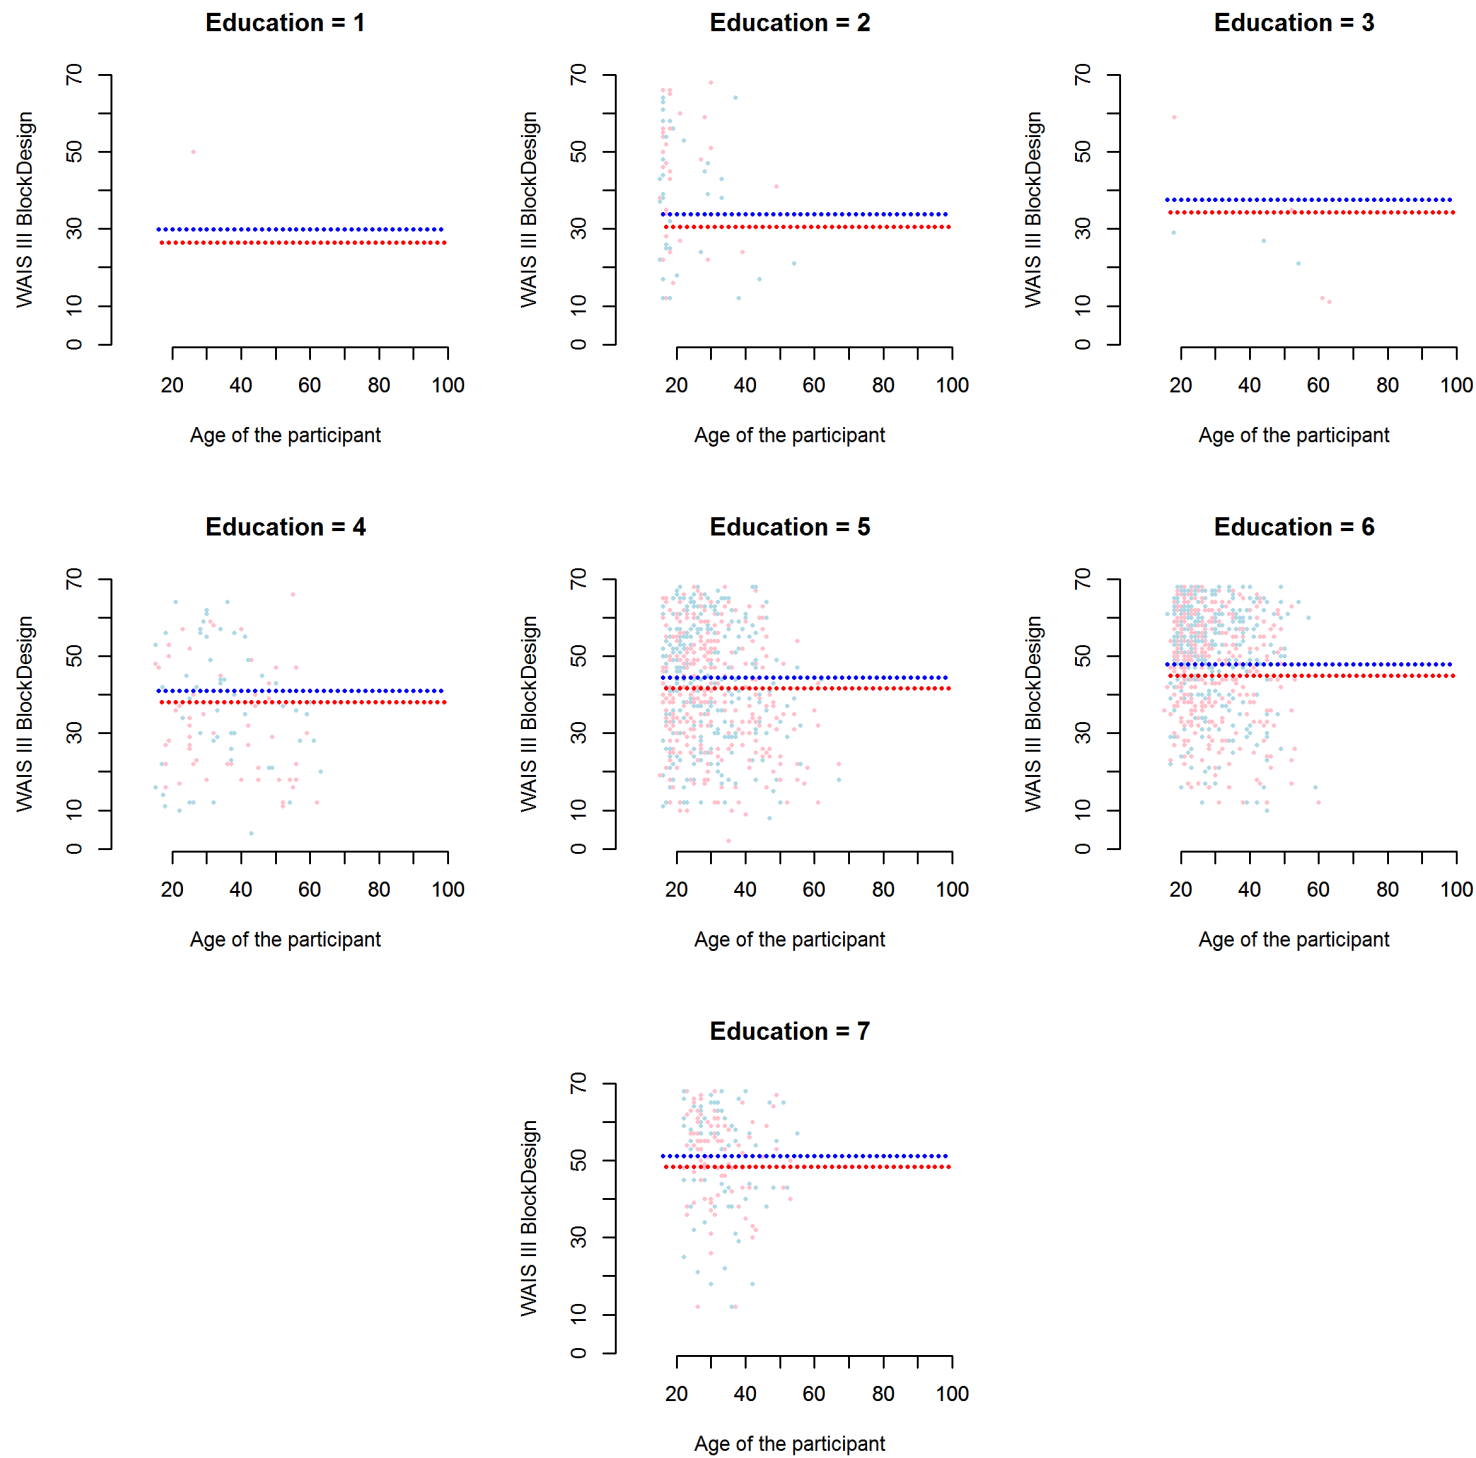 Education = 1
WAIS III BlockDesign
70
50
30
10
0
20 40 60 80 100
Age of the participant
Education = 2
WAIS III BlockDesign
70
50
30
10
0
20 40 60 80 100
Age of the participant
Education = 3
WAIS III BlockDesign
70
50
30
10
0
20 40 60 80 100
Age of the participant
Education = 4
WAIS III BlockDesign
70
50
30
10
0
20 40 60 80 100
Age of the participant
Education = 5
WAIS III BlockDesign
70
50
30
10
0
20 40 60 80 100
Age of the participant
Education = 6
WAIS III BlockDesign
70
50
30
10
0
20 40 60 80 100
Age of the participant
Education = 7
WAIS III BlockDesign
70
50
30
10
0
20 40 60 80 100
Age of the participant